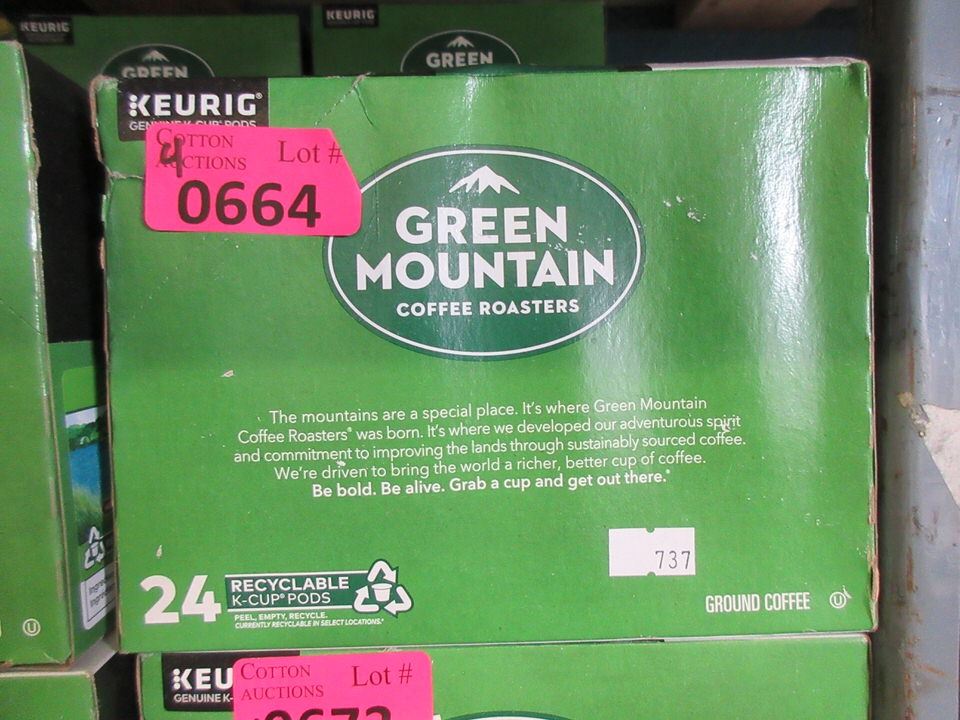 KEURIG
KEURIG
GREEN
GREEN
KEURIG®
GENUINE K-CUP® PODS
COTTON
AUCTIONS
Lot #
4
0664
GREEN
MOUNTAIN
COFFEE ROASTERS
The mountains are a special place. It's where Green Mountain
Coffee Roasters® was born. It's where we developed our adventurous spirit
and commitment to improving the lands through sustainably sourced coffee.
We're driven to bring the world a richer, better cup of coffee.
Be bold. Be alive. Grab a cup and get out there.®
737
24
RECYCLABLE
K-CUP® PODS
PEEL, EMPTY, RECYCLE.
CURRENTLY RECYCLABLE IN SELECT LOCATIONS.*
GROUND COFFEE
U
U
KEU
GENUINE K-
COTTON
AUCTIONS
Lot #
0673